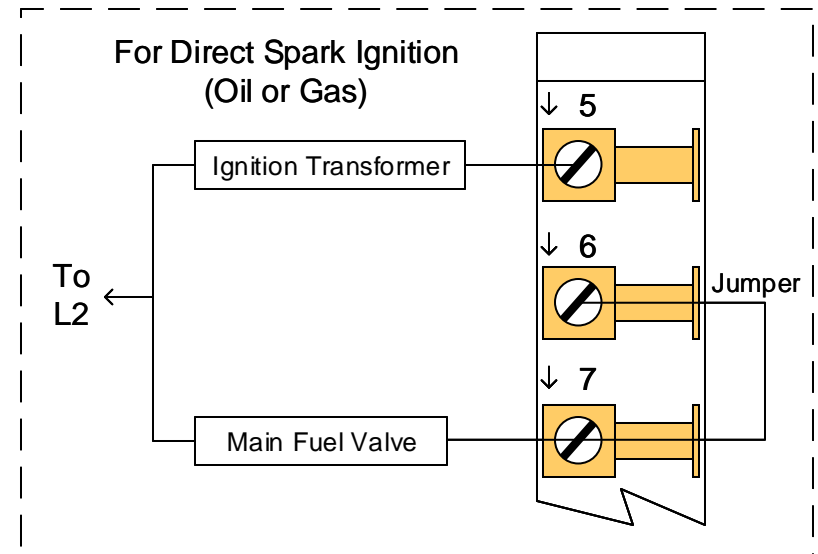 For Direct Spark Ignition
(Oil or Gas)
↓ 5
Ignition Transformer
↓ 6
To
L2
Jumper
↓ 7
Main Fuel Valve